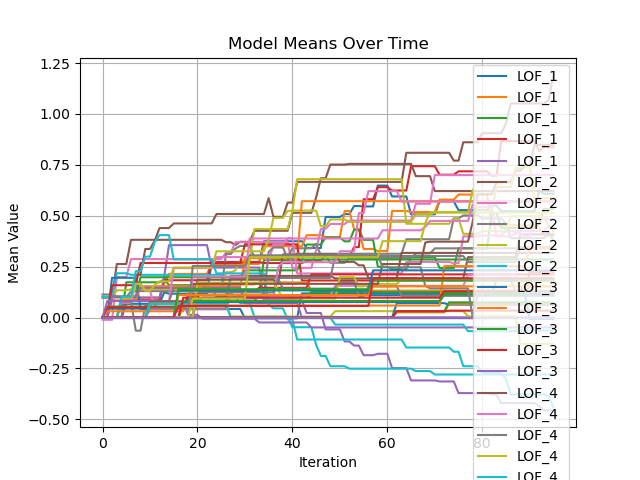 Model Means Over Time
1.25
1.00
0.75
0.50
0.25
0.00
−0.25
−0.50
Mean Value
0
20
40
60
80
Iteration
LOF_1
LOF_1
LOF_1
LOF_1
LOF_1
LOF_2
LOF_2
LOF_2
LOF_2
LOF_2
LOF_3
LOF_3
LOF_3
LOF_3
LOF_3
LOF_4
LOF_4
LOF_4
LOF_4
LOF_4